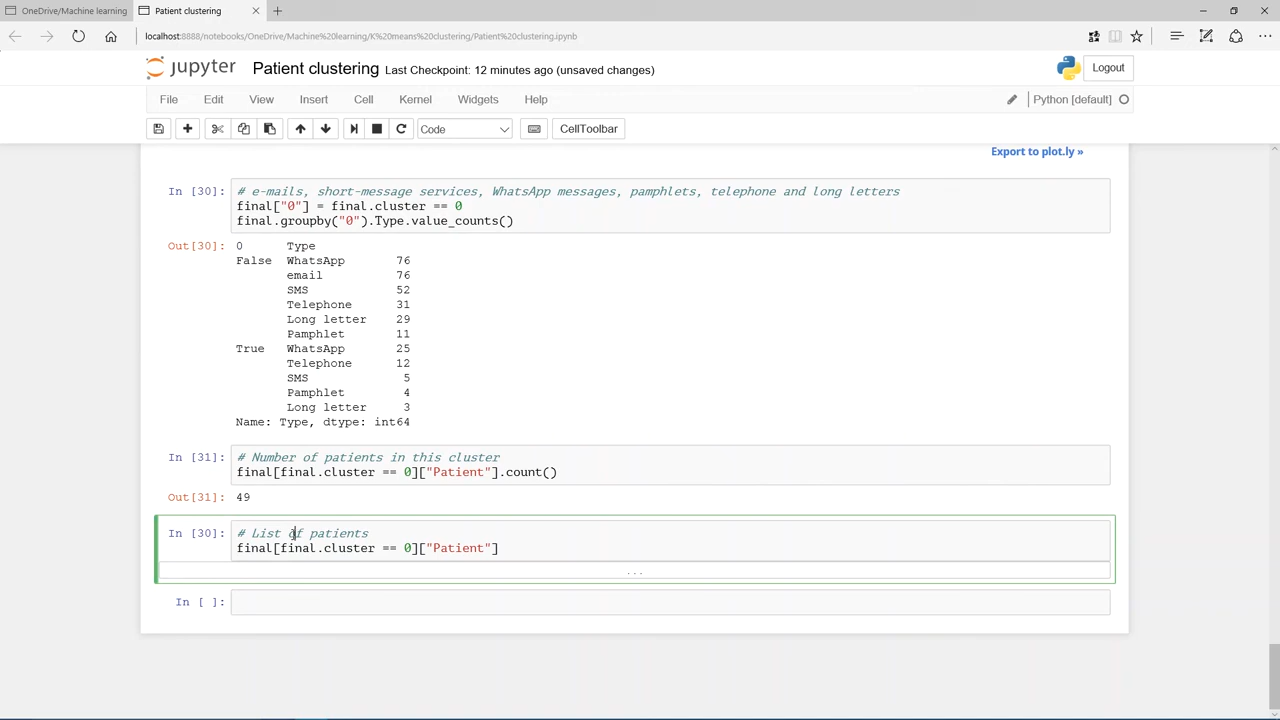 OneDrive/Machine learning
Patient clustering
localhost:8888/notebooks/OneDrive/Machine%20learning/K%20means%20clustering/Patient%20clustering.ipynb
jupyter Patient clustering Last Checkpoint: 12 minutes ago (unsaved changes)
Logout
File Edit View Insert Cell Kernel Widgets Help
Python [default]
Code
CellToolbar
Export to plot.ly »
In [30]: # e-mails, short-message services, WhatsApp messages, pamphlets, telephone and long letters
final["0"] = final.cluster == 0
final.groupby("0").Type.value_counts()
Out[30]: 0 Type
False WhatsApp 76
email 76
SMS 52
Telephone 31
Long letter 29
Pamphlet 11
True WhatsApp 25
Telephone 12
SMS 5
Pamphlet 4
Long letter 3
Name: Type, dtype: int64
In [31]: # Number of patients in this cluster
final[final.cluster == 0]["Patient"].count()
Out[31]: 49
In [30]: # List of patients
final[final.cluster == 0]["Patient"]
...
In [ ]: